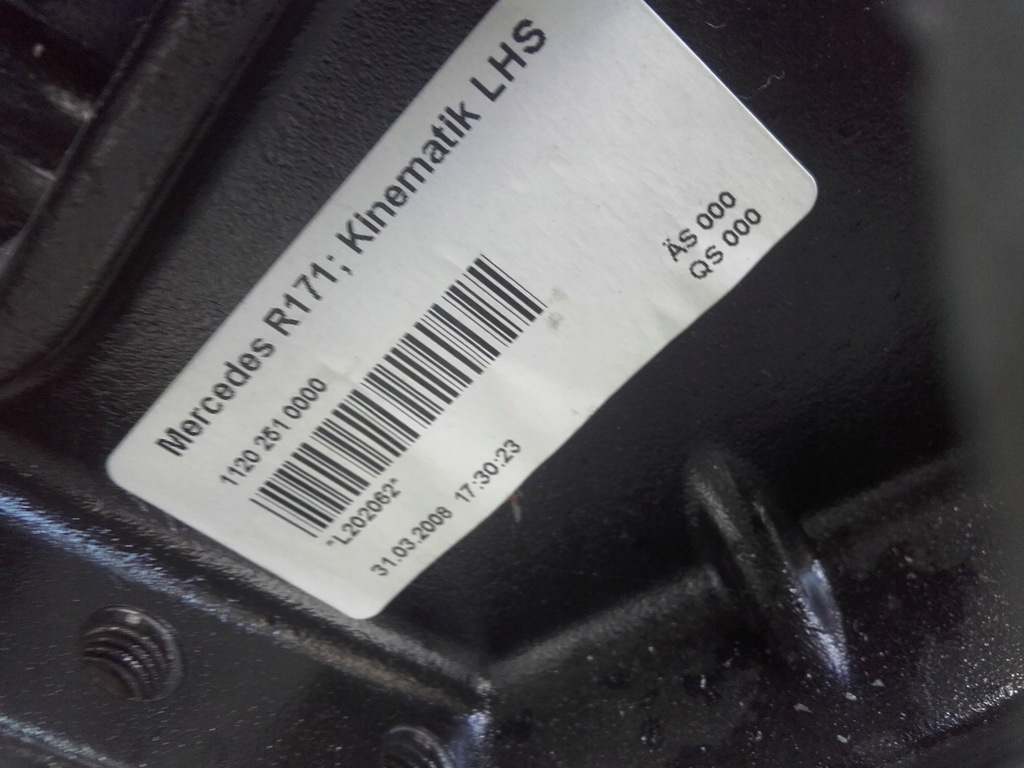 Mercedes R171; Kinematik LHS
1120 251 0000
"L202062"
31.03.2008 17:30:23
ÄS 000
QS 000